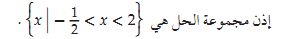 إذن مجموعة الحل هي {x | −1/2 < x < 2} .